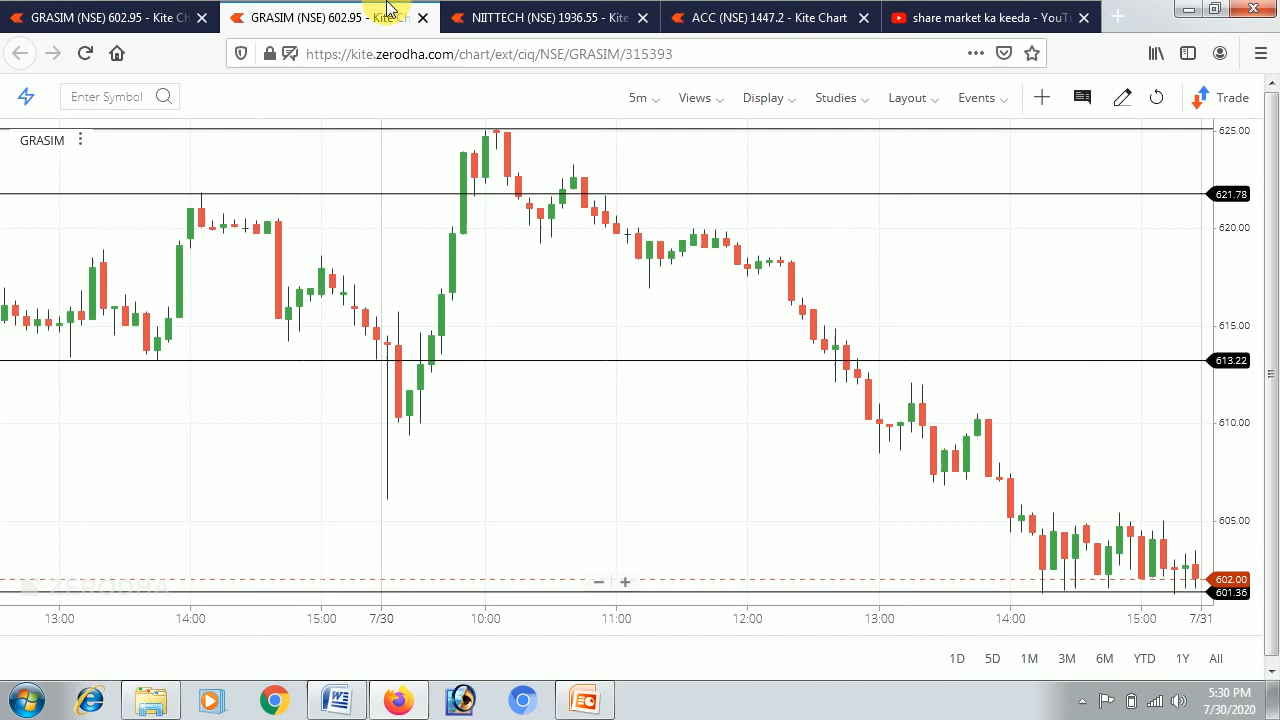 GRASIM (NSE) 602.95 - Kite Ch
GRASIM (NSE) 602.95 - Kite Ch
NIITTECH (NSE) 1936.55 - Kite
ACC (NSE) 1447.2 - Kite Chart
share market ka keeda - YouTu
https://kite.zerodha.com/chart/ext/ciq/NSE/GRASIM/315393
Enter Symbol
5m
Views
Display
Studies
Layout
Events
Trade
GRASIM
625.00
621.78
620.00
615.00
613.22
610.00
605.00
602.00
601.36
ZERODHA
13:00 14:00 15:00 7/30 10:00 11:00 12:00 13:00 14:00 15:00 7/31
1D 5D 1M 3M 6M YTD 1Y All
5:30 PM
7/30/2020